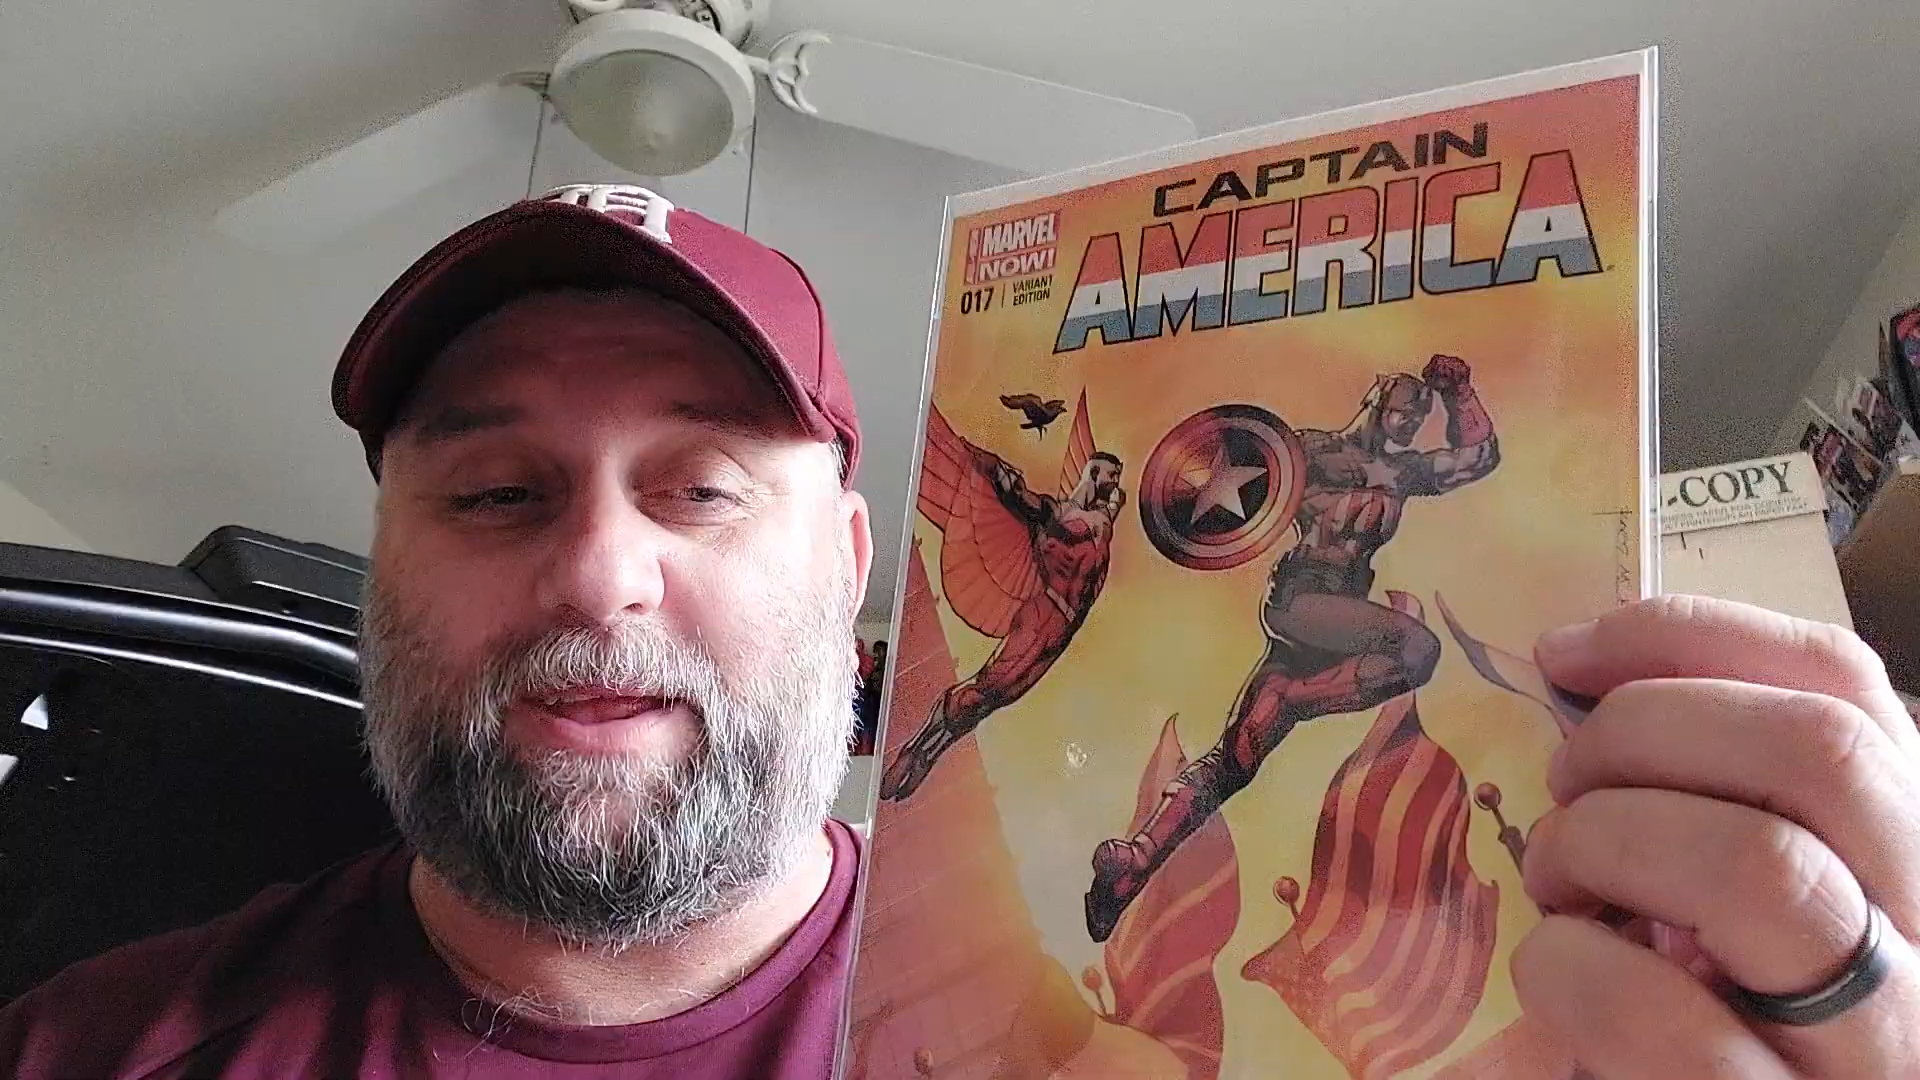 CAPTAIN
AMERICA
MARVEL
NOW!
017 | VARIANT
EDITION
-COPY